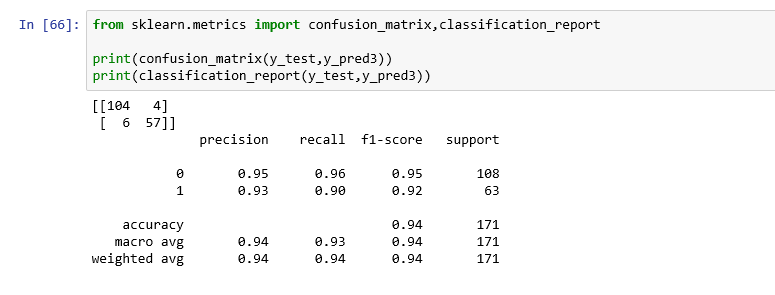 In [66]: from sklearn.metrics import confusion_matrix,classification_report
print(confusion_matrix(y_test,y_pred3))
print(classification_report(y_test,y_pred3))
[[104   4]
 [  6  57]]
              precision    recall  f1-score   support
           0       0.95      0.96      0.95       108
           1       0.93      0.90      0.92        63
    accuracy                           0.94       171
   macro avg       0.94      0.93      0.94       171
weighted avg       0.94      0.94      0.94       171